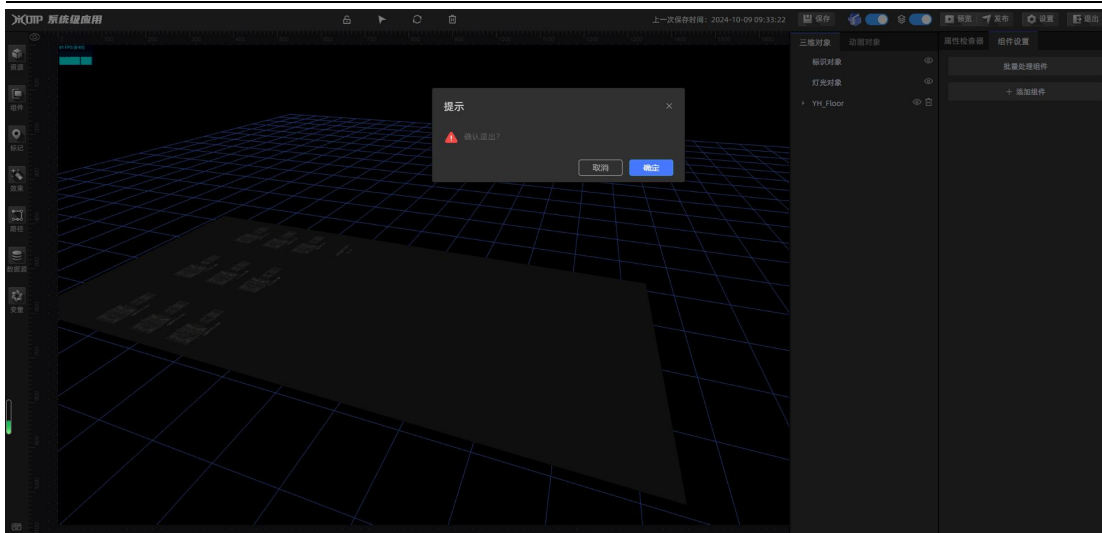 系统级应用
上一次保存时间：2024-10-09 09:33:22
保存
预览
发布
设置
退出
三维对象
动画对象
属性检查器
组件设置
标识对象
灯光对象
YH_Floor
批量处理组件
+ 添加组件
资源
组件
标记
效果
路径
数据源
变量
提示
确认退出?
取消
确定